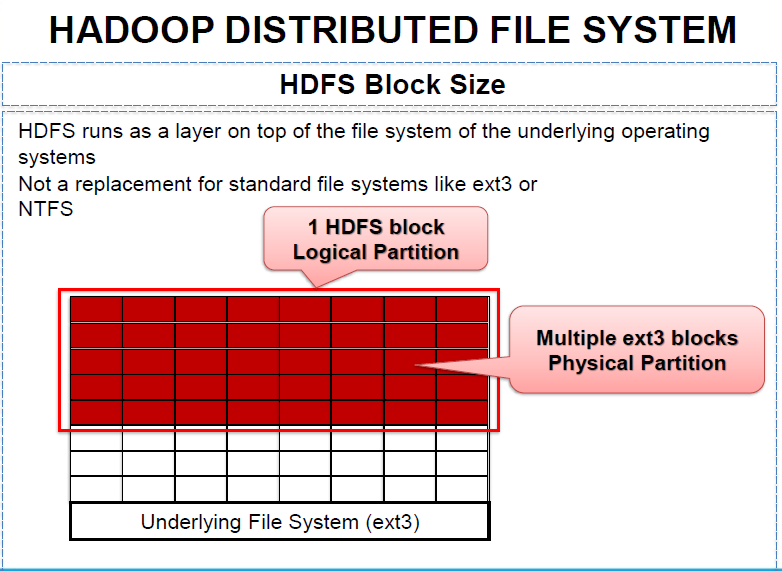 HADOOP DISTRIBUTED FILE SYSTEM
HDFS Block Size
HDFS runs as a layer on top of the file system of the underlying operating
systems
Not a replacement for standard file systems like ext3 or
NTFS
1 HDFS block
Logical Partition
Multiple ext3 blocks
Physical Partition
Underlying File System (ext3)